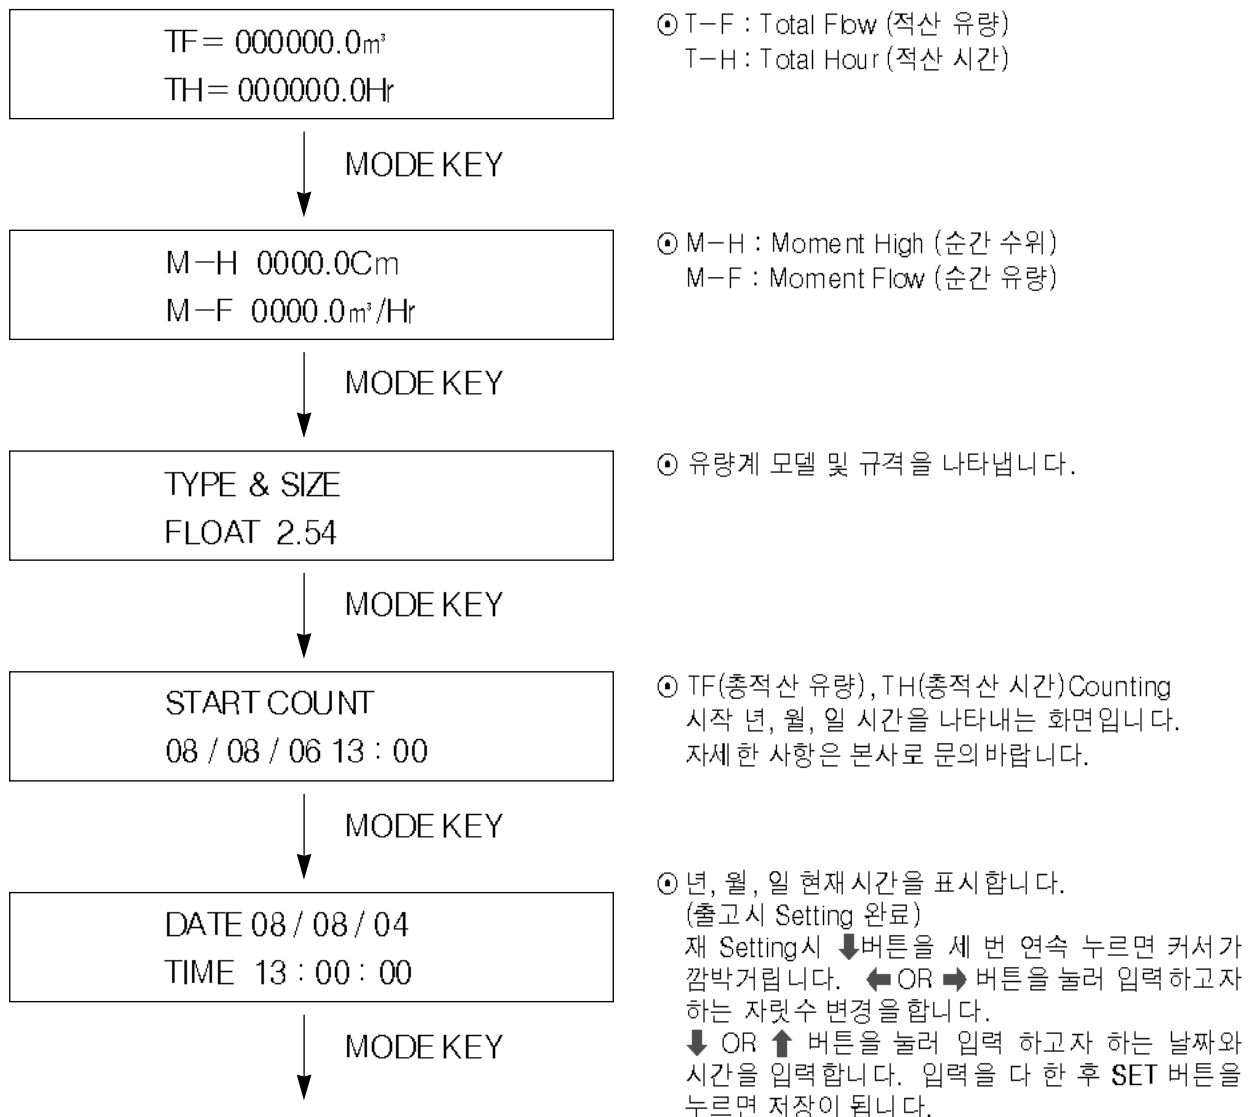 TF = 000000.0㎥
TH = 000000.0Hr
⊙ T-F : Total Flow (적산 유량)
T-H : Total Hour (적산 시간)
MODE KEY
M-H 0000.0Cm
M-F 0000.0㎥/Hr
⊙ M-H : Moment High (순간 수위)
M-F : Moment Flow (순간 유량)
MODE KEY
TYPE & SIZE
FLOAT 2.54
⊙ 유량계 모델 및 규격을 나타냅니다.
MODE KEY
START COUNT
08 / 08 / 06 13 : 00
⊙ TF(총적산 유량), TH(총적산 시간)Counting
시작 년, 월, 일 시간을 나타내는 화면입니다.
자세한 사항은 본사로 문의바랍니다.
MODE KEY
DATE 08 / 08 / 04
TIME 13 : 00 : 00
⊙ 년, 월, 일 현재시간을 표시합니다.
(출고시 Setting 완료)
재 Setting시 ⬇버튼을 세 번 연속 누르면 커서가
깜박거립니다. ⬅ OR ➡ 버튼을 눌러 입력하고자
하는 자릿수 변경을 합니다.
⬇ OR ⬆ 버튼을 눌러 입력 하고자 하는 날짜와
시간을 입력합니다. 입력을 다 한 후 SET 버튼을
누르면 저장이 됩니다.
MODE KEY